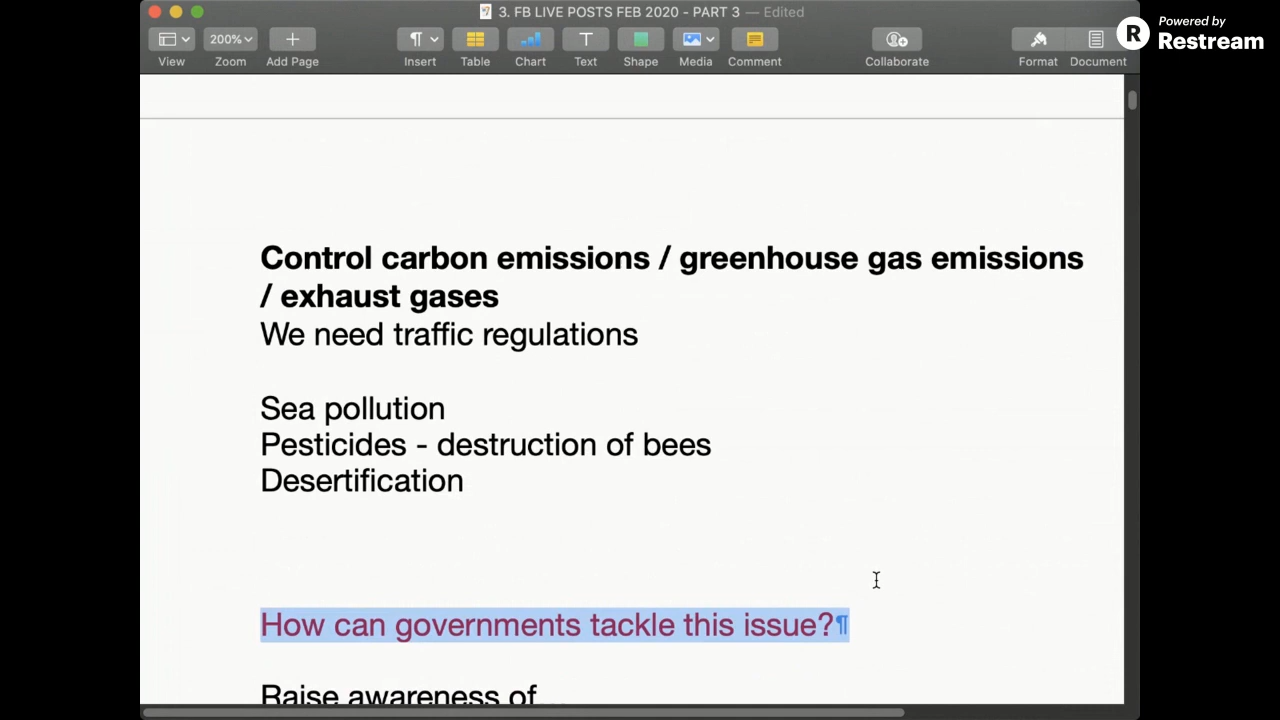 3. FB LIVE POSTS FEB 2020 - PART 3 — Edited
Powered by
R Restream
200%
View Zoom Add Page Insert Table Chart Text Shape Media Comment Collaborate Format Document
Control carbon emissions / greenhouse gas emissions
/ exhaust gases
We need traffic regulations
Sea pollution
Pesticides - destruction of bees
Desertification
How can governments tackle this issue?¶
Raise awareness of...